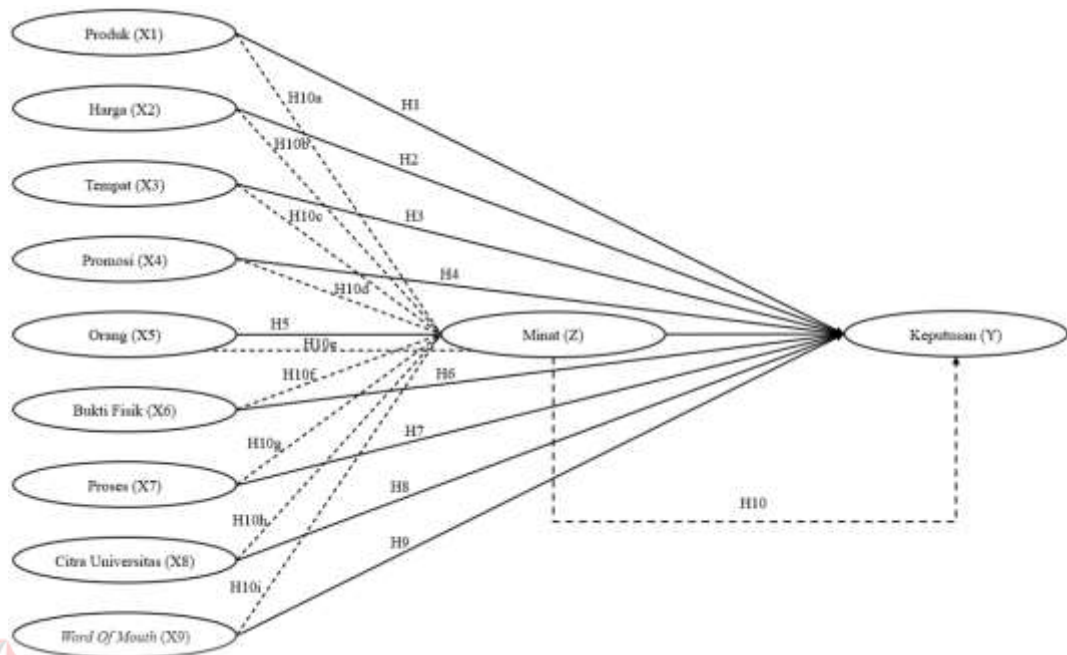 Produk (X1)
H1
H10a
Harga (X2)
H10b
H2
Tempat (X3)
H10c
H3
Promosi (X4)
H4
H10d
Orang (X5)
H5
H10e
Minat (Z)
Keputusan (Y)
H10f
H6
Bukti Fisik (X6)
H10g
H7
Proses (X7)
H8
H10
H10h
H9
Citra Universitas (X8)
H10i
Word Of Mouth (X9)